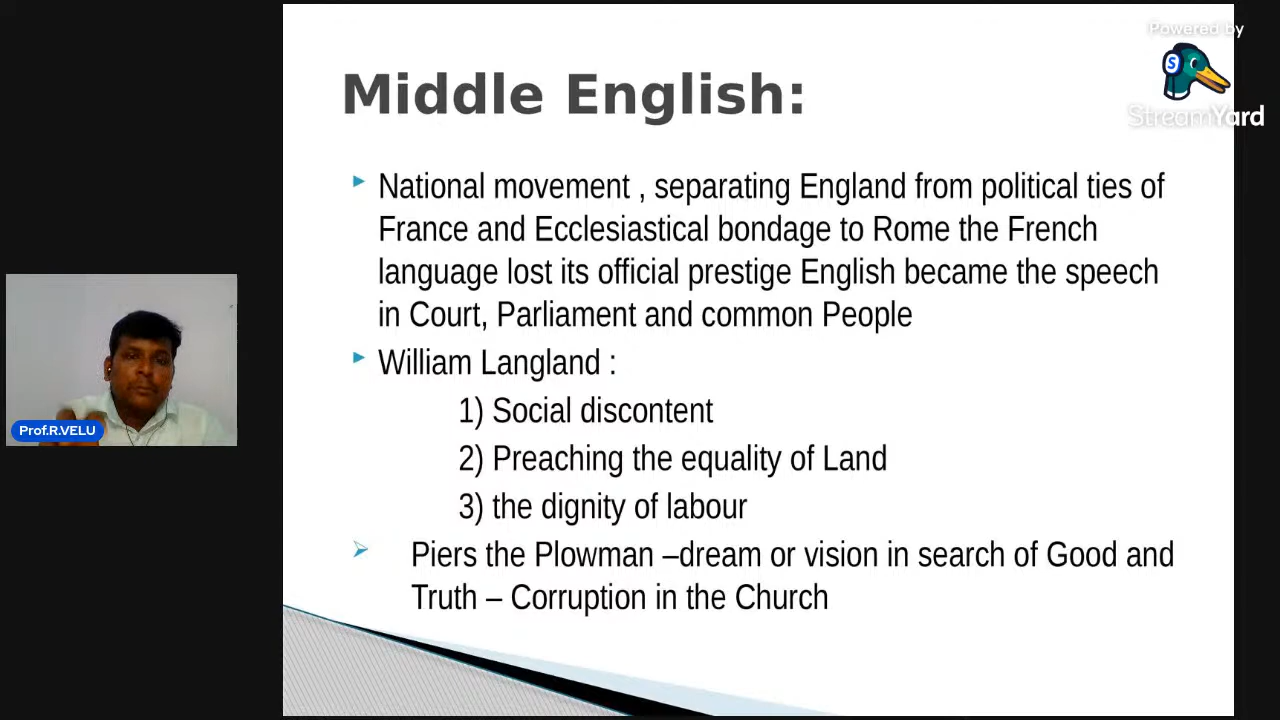 Powered by
S
StreamYard
Middle English:
National movement , separating England from political ties of
France and Ecclesiastical bondage to Rome the French
language lost its official prestige English became the speech
in Court, Parliament and common People
William Langland :
1) Social discontent
2) Preaching the equality of Land
3) the dignity of labour
Piers the Plowman –dream or vision in search of Good and
Truth – Corruption in the Church
Prof.R.VELU